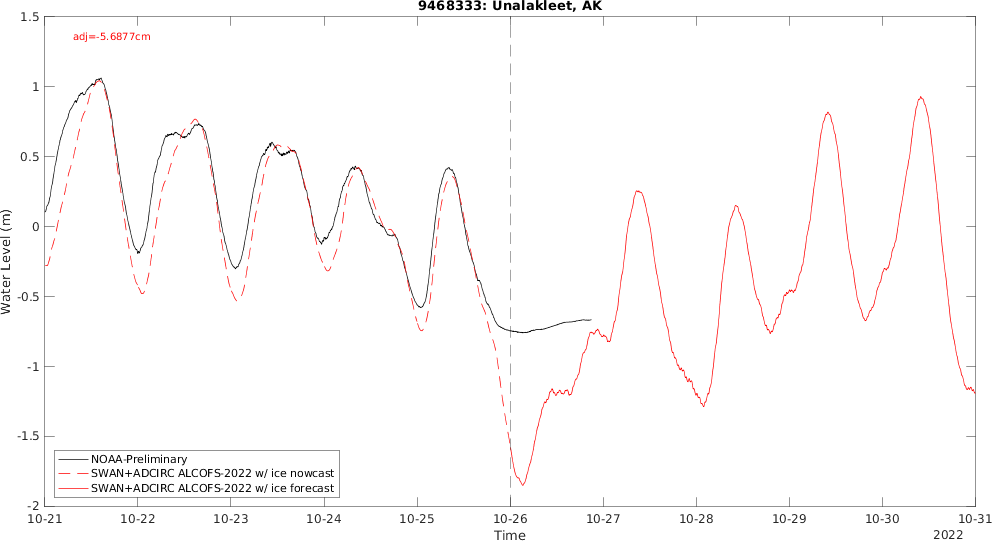 9468333: Unalakleet, AK
adj=-5.6877cm
1.5
1
0.5
0
-0.5
-1
-1.5
-2
Water Level (m)
NOAA-Preliminary
SWAN+ADCIRC ALCOFS-2022 w/ ice nowcast
SWAN+ADCIRC ALCOFS-2022 w/ ice forecast
10-21 10-22 10-23 10-24 10-25 10-26 10-27 10-28 10-29 10-30 10-31
Time
2022